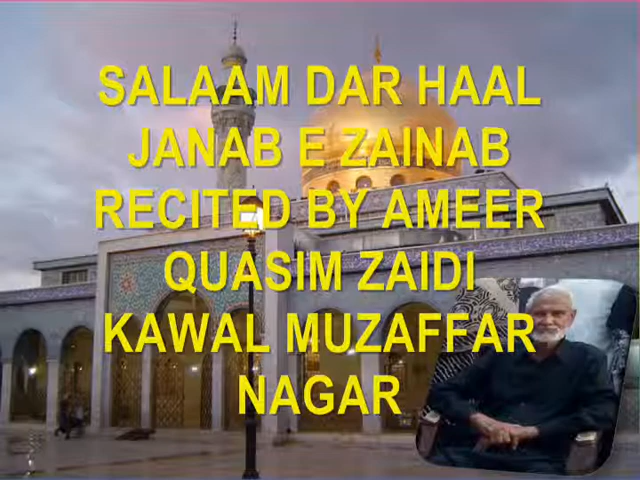 SALAAM DAR HAAL
JANAB E ZAINAB
RECITED BY AMEER
QUASIM ZAIDI
KAWAL MUZAFFAR
NAGAR